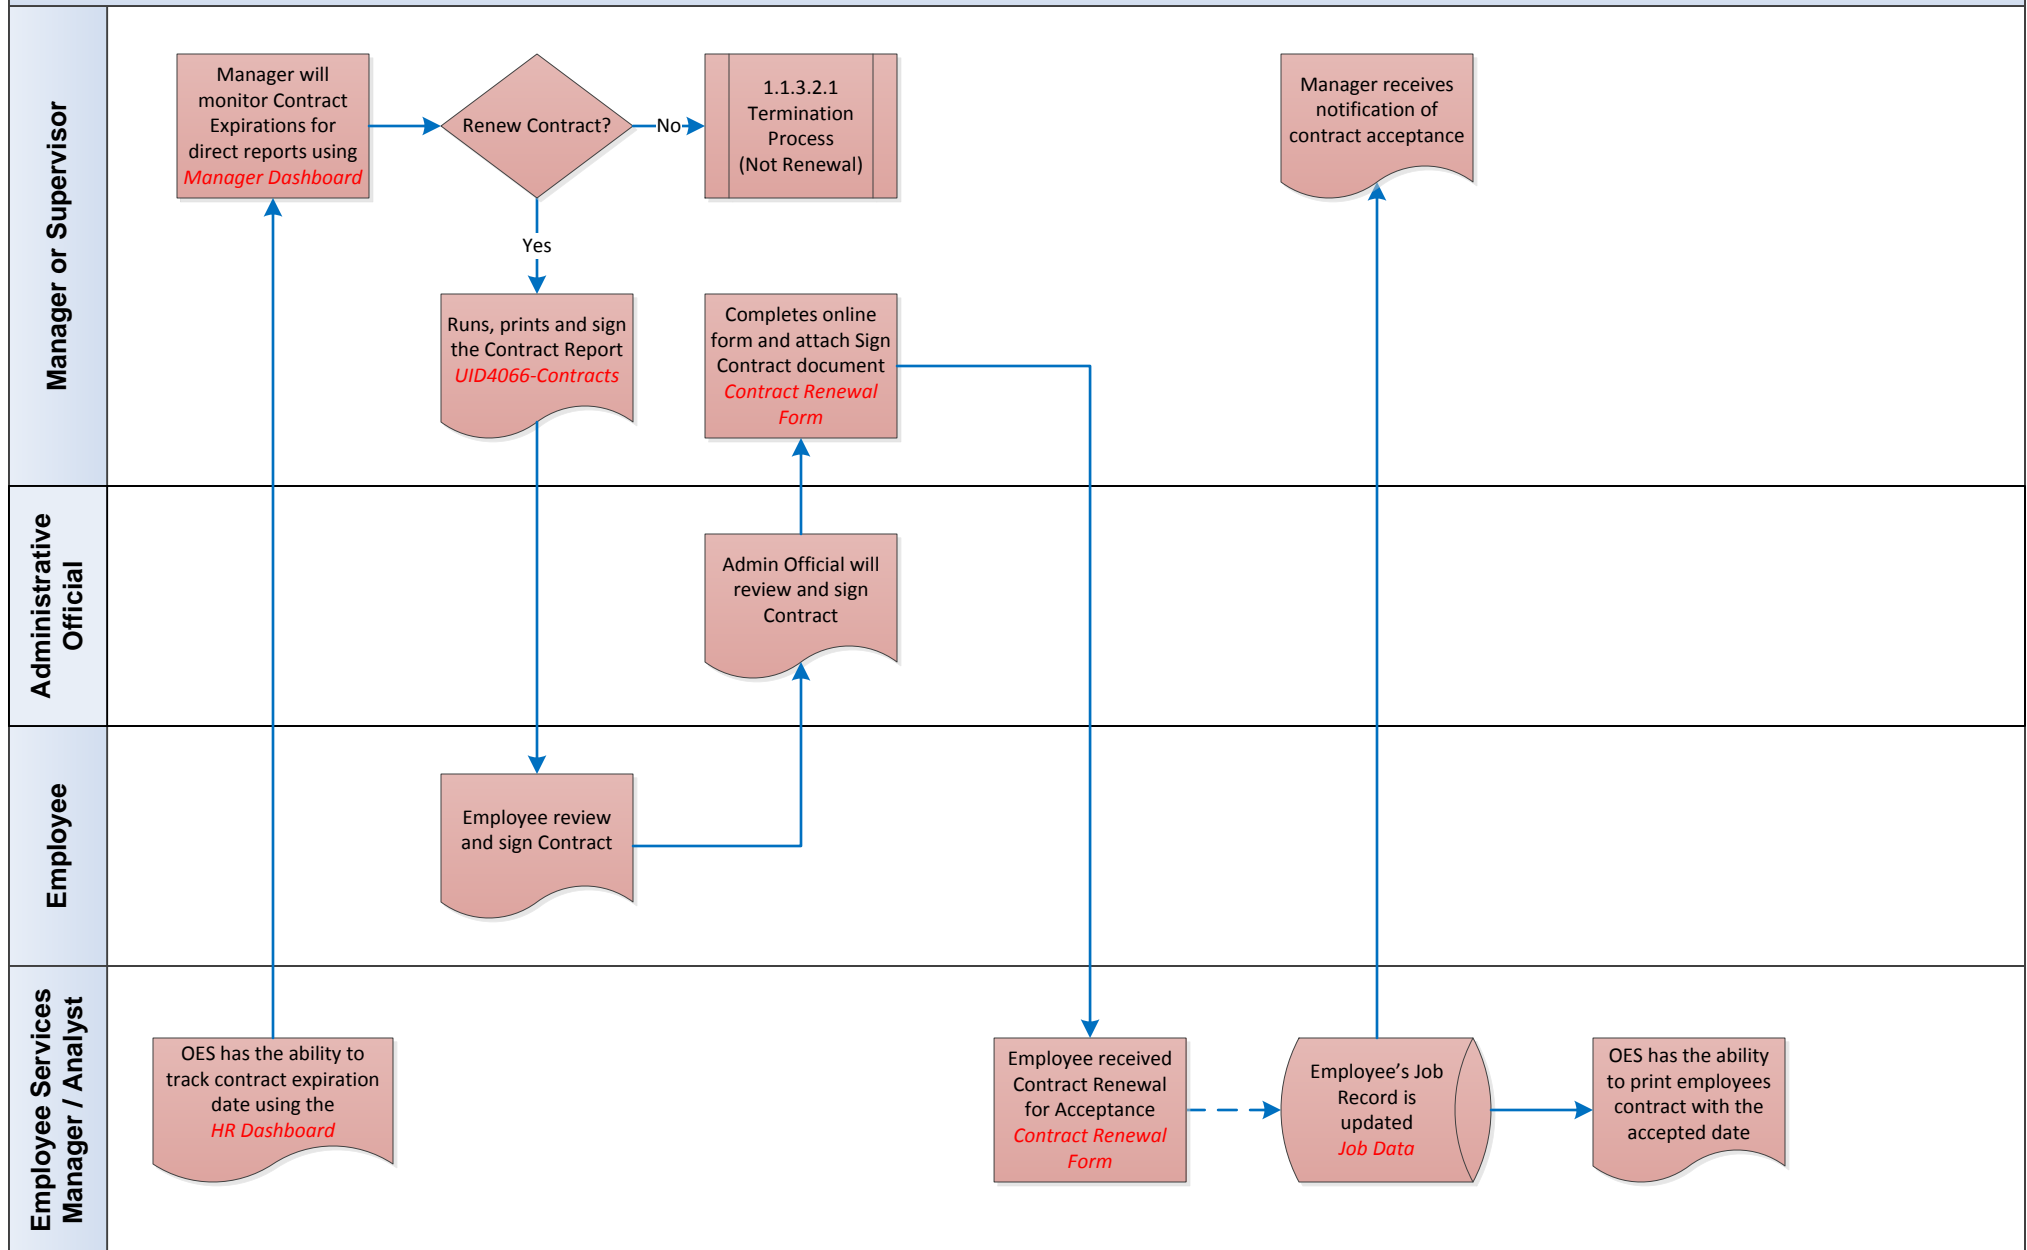 Manager or Supervisor
Manager will
monitor Contract
Expirations for
direct reports using
Manager Dashboard
Renew Contract?
No
1.1.3.2.1
Termination
Process
(Not Renewal)
Manager receives
notification of
contract acceptance
Yes
Runs, prints and sign
the Contract Report
UID4066-Contracts
Completes online
form and attach Sign
Contract document
Contract Renewal
Form
Administrative
Official
Admin Official will
review and sign
Contract
Employee
Employee review
and sign Contract
Employee Services
Manager / Analyst
OES has the ability to
track contract expiration
date using the
HR Dashboard
Employee received
Contract Renewal
for Acceptance
Contract Renewal
Form
Employee’s Job
Record is
updated
Job Data
OES has the ability
to print employees
contract with the
accepted date